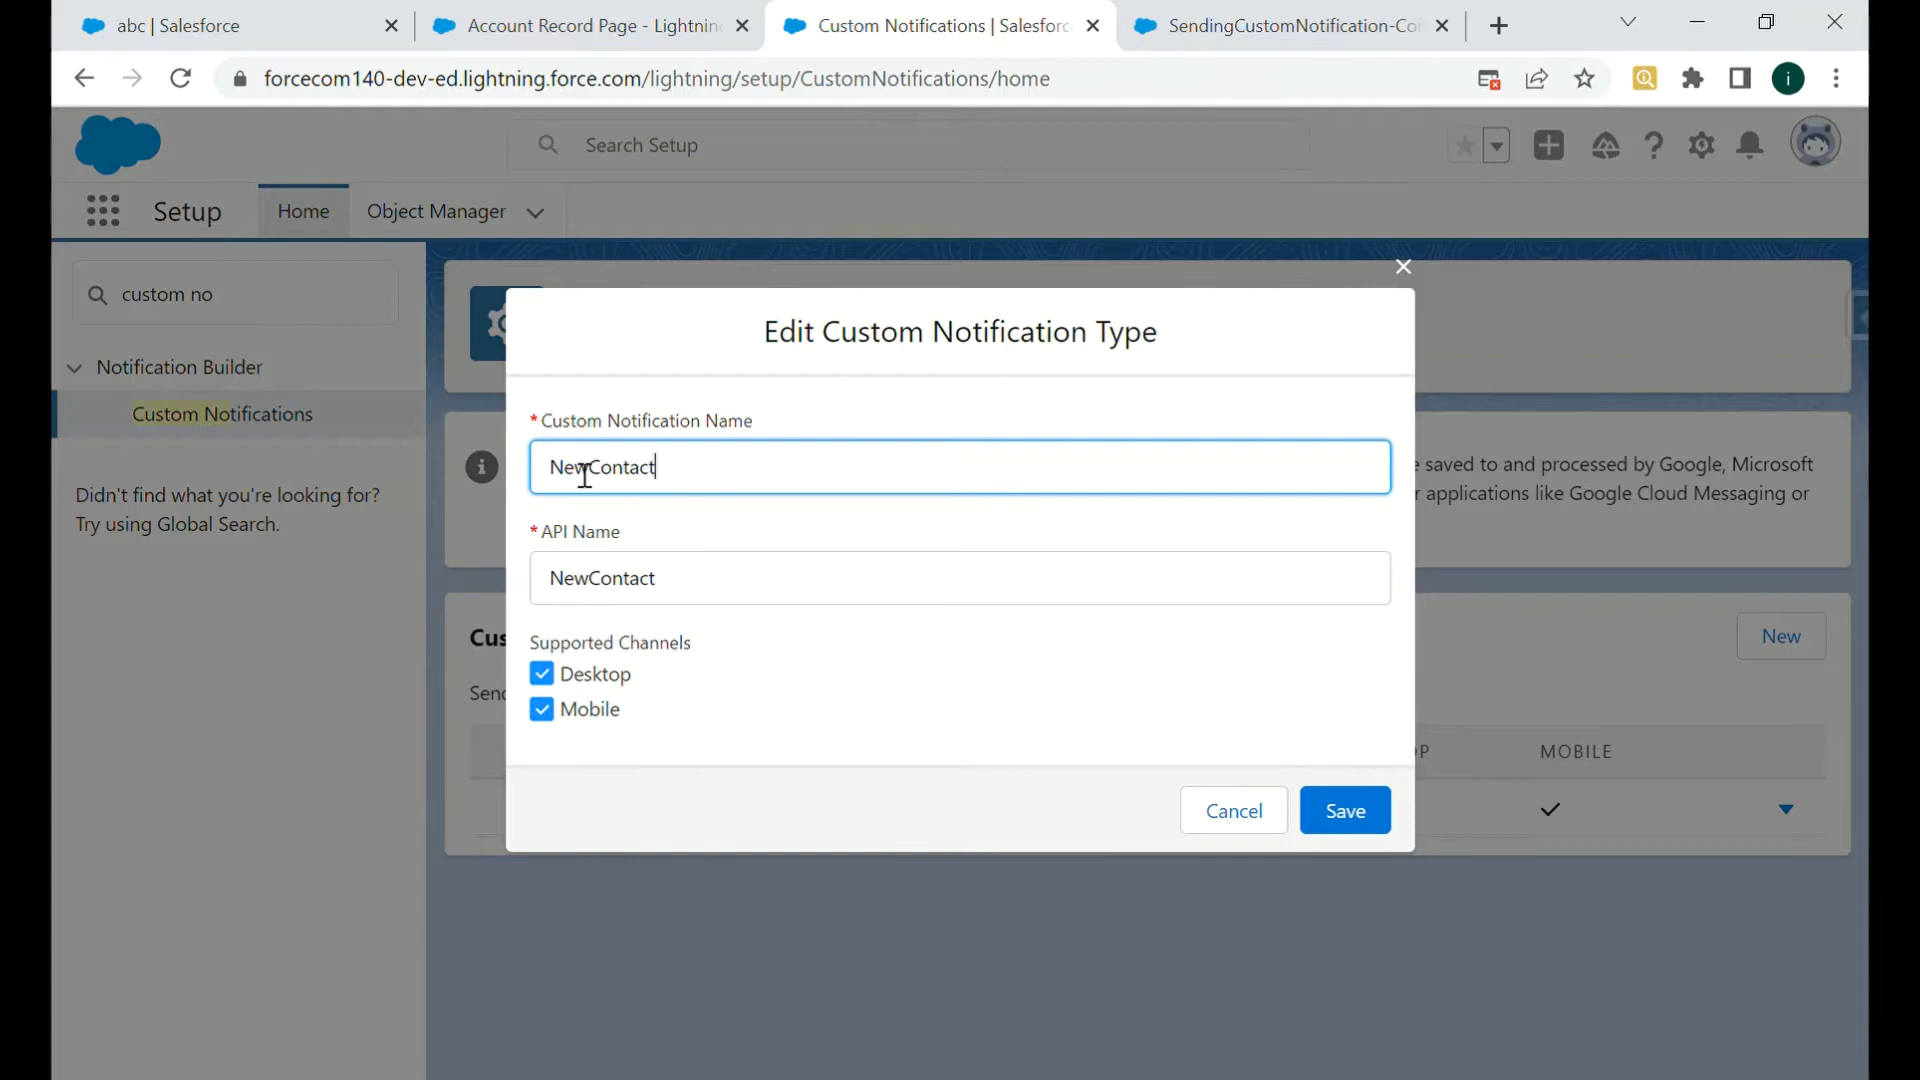 abc | Salesforce
Account Record Page - Lightnin
Custom Notifications | Salesforc
SendingCustomNotification-Co
forcecom140-dev-ed.lightning.force.com/lightning/setup/CustomNotifications/home
i
Search Setup
Setup
Home
Object Manager
custom no
Notification Builder
Custom Notifications
Didn't find what you're looking for?
Try using Global Search.
Edit Custom Notification Type
* Custom Notification Name
NewContact
saved to and processed by Google, Microsoft
applications like Google Cloud Messaging or
* API Name
NewContact
Supported Channels
Desktop
Mobile
Cus
New
Send
P
MOBILE
Cancel
Save